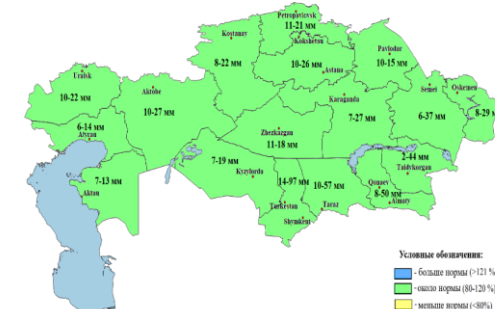 Petropavlovsk
11-21 мм
Kokshetau
Kostanay
8-22 мм
10-26 мм
Astana
Pavlodar
10-15 мм
Uralsk
10-22 мм
Aktobe
10-27 мм
Karaganda
7-27 мм
Semei
Oskemen
6-37 мм
8-29 м
6-14 мм
Atyrau
Zhezkazgan
11-18 мм
7-13 мм
Aktau
7-19 мм
Kyzylorda
14-97 мм
Turkestan
Shymkent
10-57 мм
Taraz
2-44 мм
Taldykorgan
Qonaev
8-50 мм
Almaty
Условные обозначения:
- больше нормы (>121 %
- около нормы (80-120 %)
- меньше нормы (<80%)